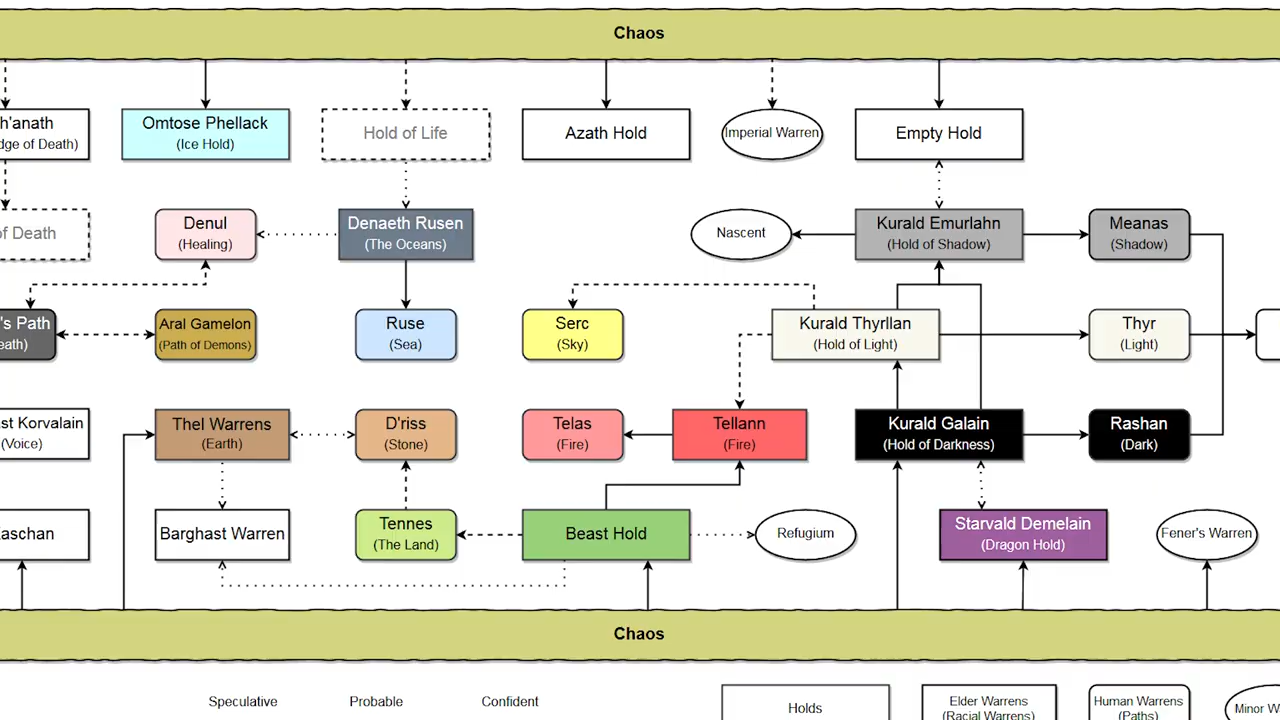 Chaos
h'anath
dge of Death)
Omtose Phellack
(Ice Hold)
Hold of Life
Azath Hold
Imperial Warren
Empty Hold
of Death
Denul
(Healing)
Denaeth Rusen
(The Oceans)
Nascent
Kurald Emurlahn
(Hold of Shadow)
Meanas
(Shadow)
's Path
eath)
Aral Gamelon
(Path of Demons)
Ruse
(Sea)
Serc
(Sky)
Kurald Thyrllan
(Hold of Light)
Thyr
(Light)
st Korvalain
(Voice)
Thel Warrens
(Earth)
D'riss
(Stone)
Telas
(Fire)
Tellann
(Fire)
Kurald Galain
(Hold of Darkness)
Rashan
(Dark)
aschan
Barghast Warren
Tennes
(The Land)
Beast Hold
Refugium
Starvald Demelain
(Dragon Hold)
Fener's Warren
Chaos
Speculative
Probable
Confident
Holds
Elder Warrens
(Racial Warrens)
Human Warrens
(Paths)
Minor W